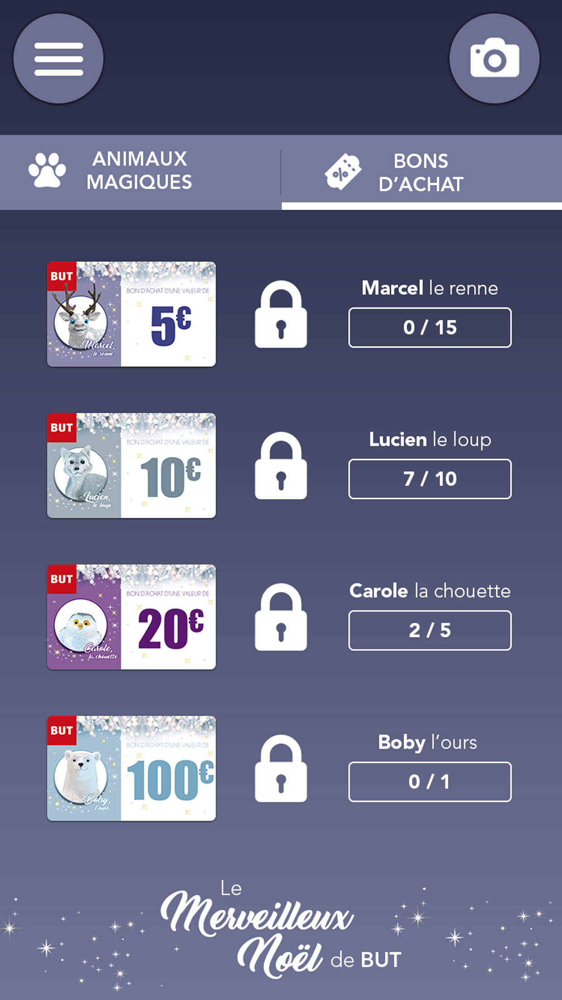 ANIMAUX
MAGIQUES
BONS
D'ACHAT
BUT
BON D'ACHAT D'UNE VALEUR DE
5€
Marcel,
le renne
Marcel le renne
0 / 15
BUT
BON D'ACHAT D'UNE VALEUR DE
10€
Lucien,
le loup
Lucien le loup
7 / 10
BUT
BON D'ACHAT D'UNE VALEUR DE
20€
Carole,
la chouette
Carole la chouette
2 / 5
BUT
BON D'ACHAT D'UNE VALEUR DE
100€
Boby,
l'ours
Boby l'ours
0 / 1
Le
Merveilleux
Noël de BUT